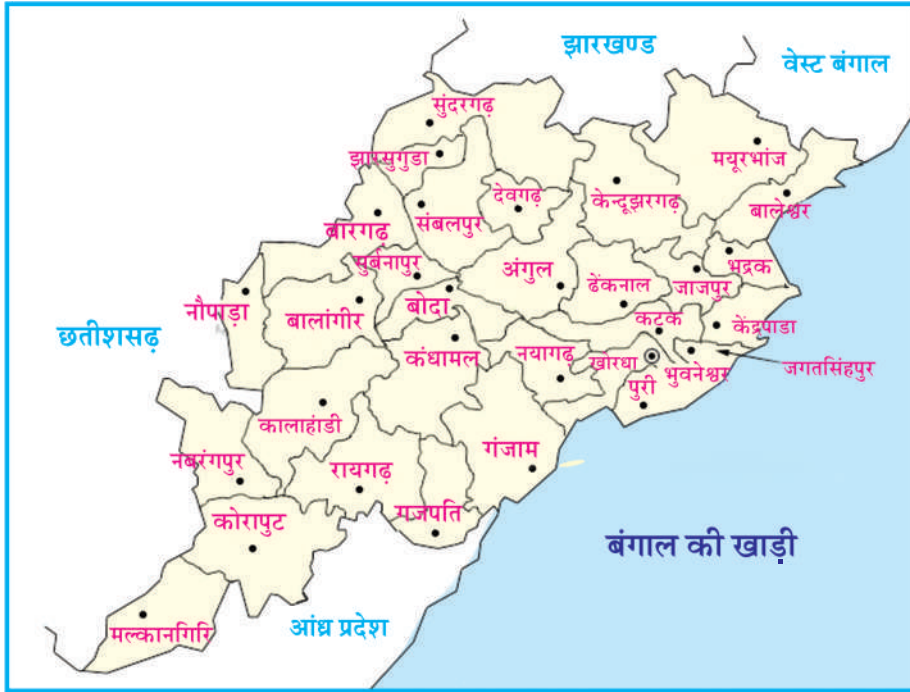 झारखण्ड
वेस्ट बंगाल
सुंदरगढ़
झारसुगुडा
मयूरभांज
देवगढ़
केन्दूझरगढ़
बालेश्वर
संबलपुर
बारगढ़
सुर्बनापुर
अंगुल
भद्रक
ढेंकनाल
जाजपुर
नौपाड़ा
बालांगीर
बोदा
कटक
केंद्रपाडा
छतीशसढ़
कंधामल
नयागढ़
खोरधा
भुवनेश्वर
जगतसिंहपुर
पुरी
कालाहांडी
गंजाम
नबरंगपुर
रायगढ़
गजपति
कोरापुट
बंगाल की खाड़ी
आंध्र प्रदेश
मल्कानगिरि